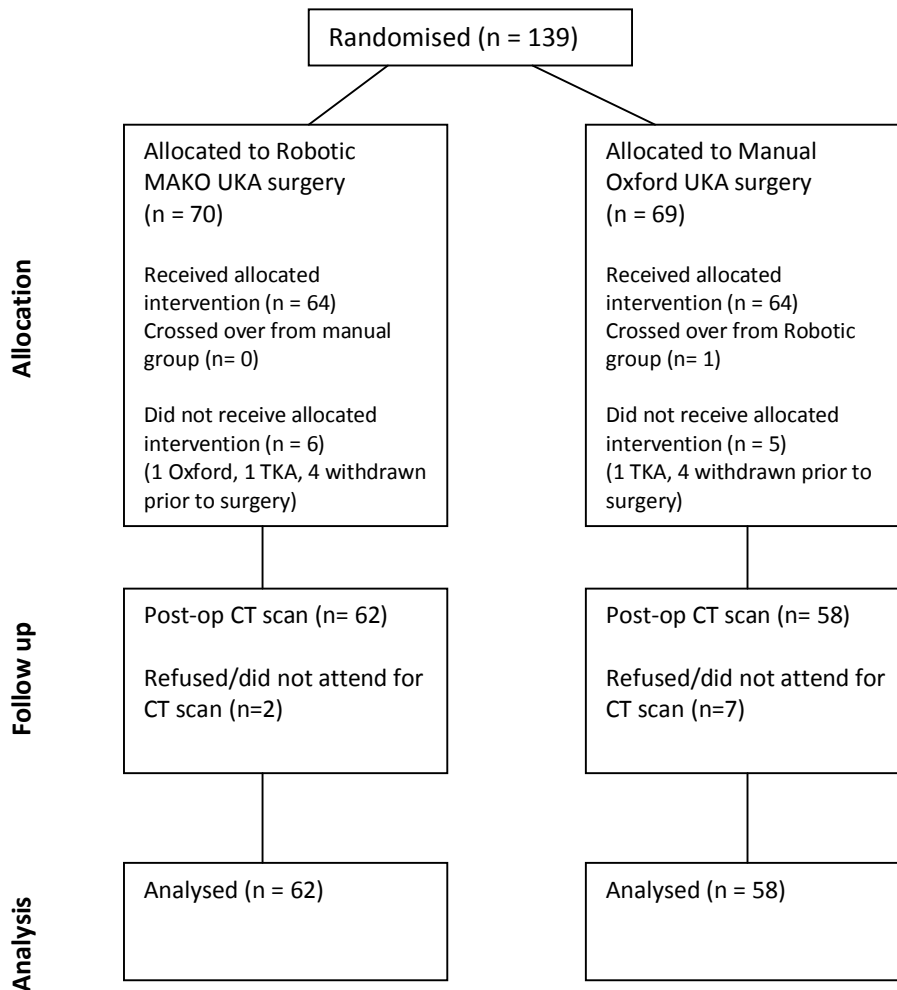 Randomised (n = 139)
Allocation
Allocated to Robotic
MAKO UKA surgery
(n = 70)
Received allocated
intervention (n = 64)
Crossed over from manual
group (n= 0)
Did not receive allocated
intervention (n = 6)
(1 Oxford, 1 TKA, 4 withdrawn
prior to surgery)
Allocated to Manual
Oxford UKA surgery
(n = 69)
Received allocated
intervention (n = 64)
Crossed over from Robotic
group (n= 1)
Did not receive allocated
intervention (n = 5)
(1 TKA, 4 withdrawn prior to
surgery)
Follow up
Post-op CT scan (n= 62)
Refused/did not attend for
CT scan (n=2)
Post-op CT scan (n= 58)
Refused/did not attend for
CT scan (n=7)
Analysis
Analysed (n = 62)
Analysed (n = 58)